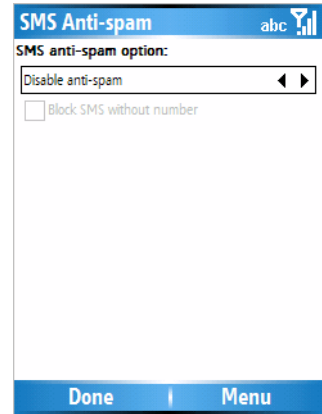 SMS Anti-spam abc
SMS anti-spam option:
Disable anti-spam
Block SMS without number
Done Menu